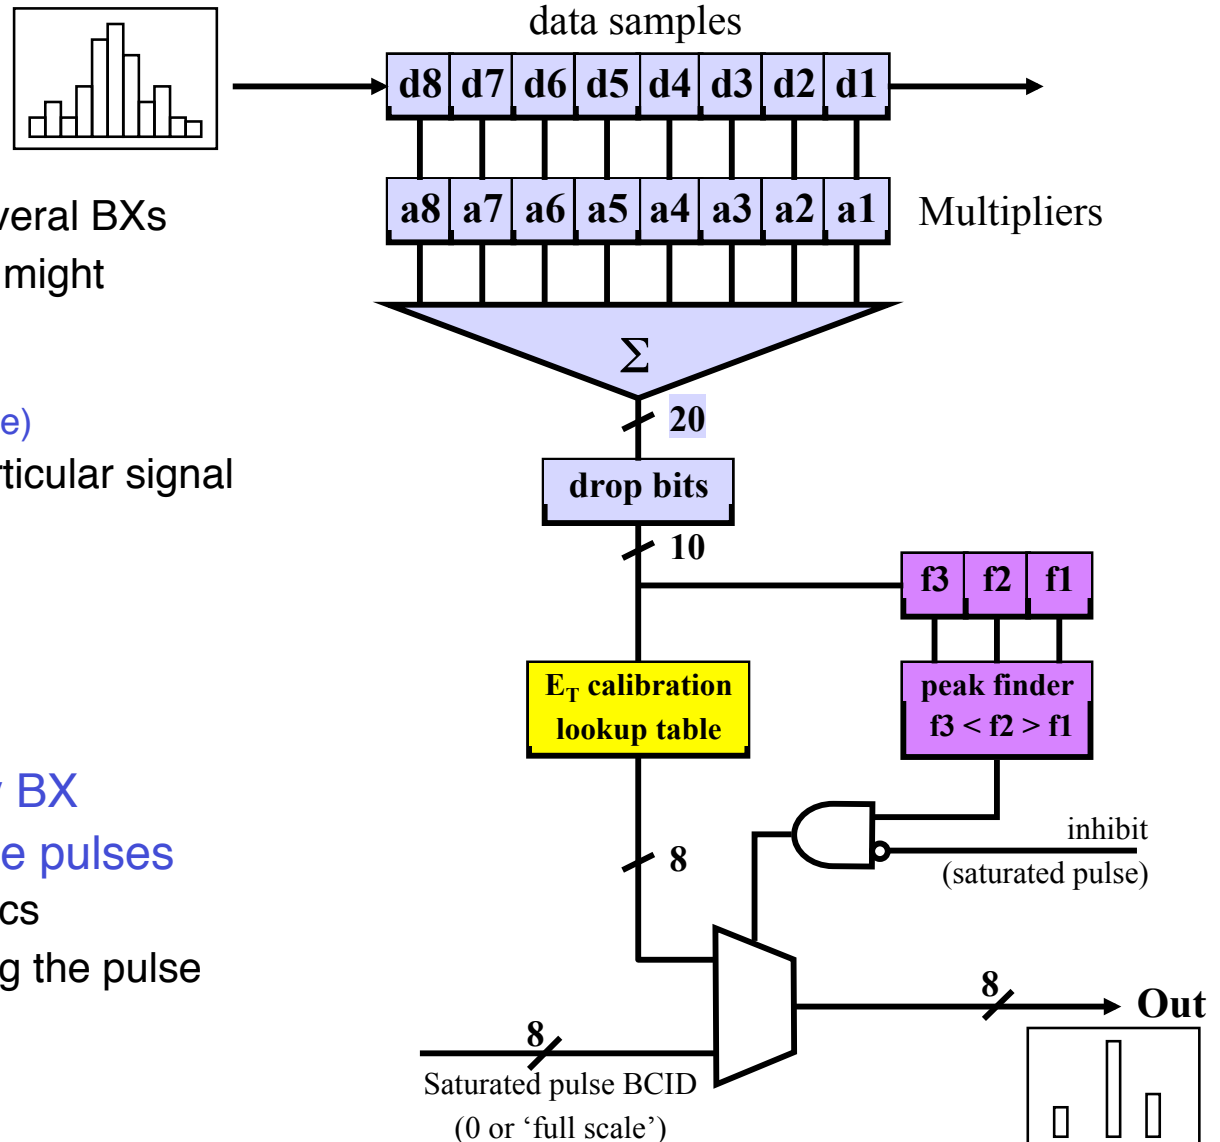 data samples
d8 d7 d6 d5 d4 d3 d2 d1
a8 a7 a6 a5 a4 a3 a2 a1
Multipliers
veral BXs
might
Σ
20
e)
rticular signal
drop bits
10
f3 f2 f1
E_T calibration
lookup table
peak finder
f3 < f2 > f1
BX
e pulses
cs
g the pulse
inhibit
(saturated pulse)
8
8
Out
8
Saturated pulse BCID
(0 or ‘full scale’)